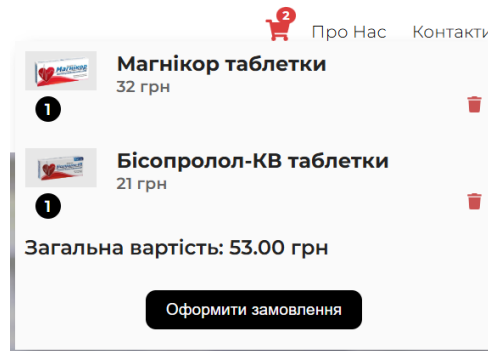 2
Про Нас Контакти
Магнікор таблетки
32 грн
1
Бісопролол-КВ таблетки
21 грн
1
Загальна вартість: 53.00 грн
Оформити замовлення